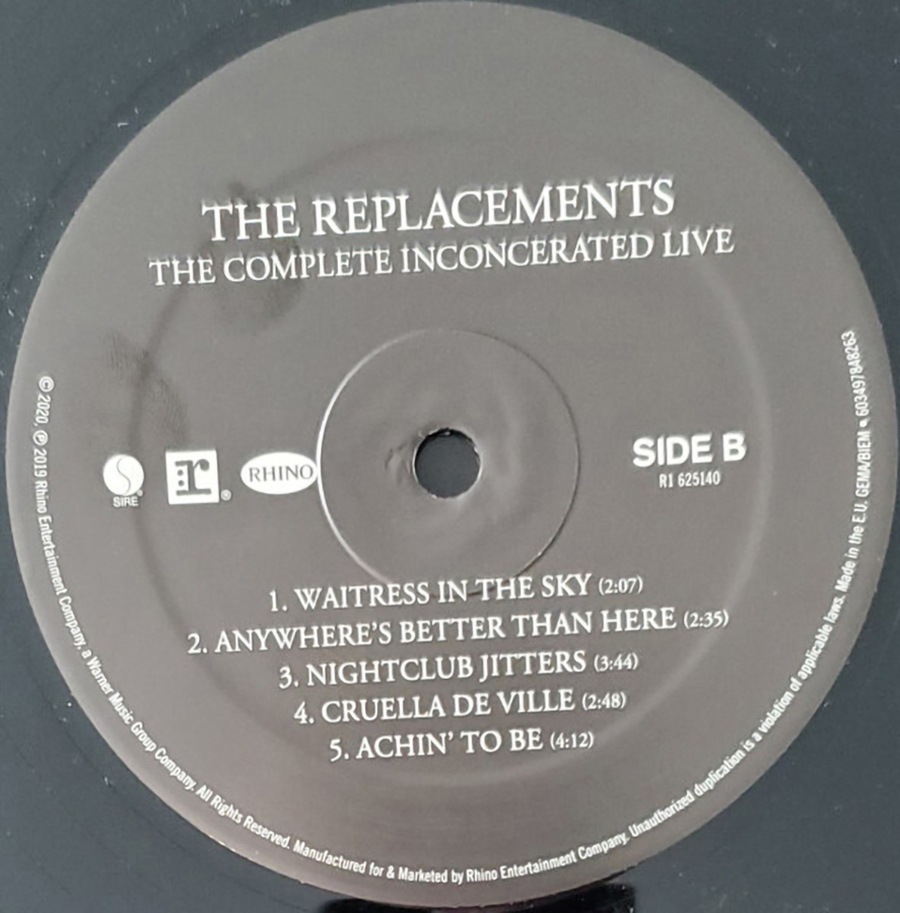 THE REPLACEMENTS
THE COMPLETE INCONCERATED LIVE
SIRE®
r®
RHINO
SIDE B
R1 625140
1. WAITRESS IN THE SKY (2:07)
2. ANYWHERE'S BETTER THAN HERE (2:35)
3. NIGHTCLUB JITTERS (3:44)
4. CRUELLA DE VILLE (2:48)
5. ACHIN' TO BE (4:12)
© 2020, ℗ 2019 Rhino Entertainment Company, a Warner Music Group Company. All Rights Reserved. Manufactured for & Marketed by Rhino Entertainment Company. Unauthorized duplication is a violation of applicable laws. Made in the E.U. GEMA/BIEM • 603497848263